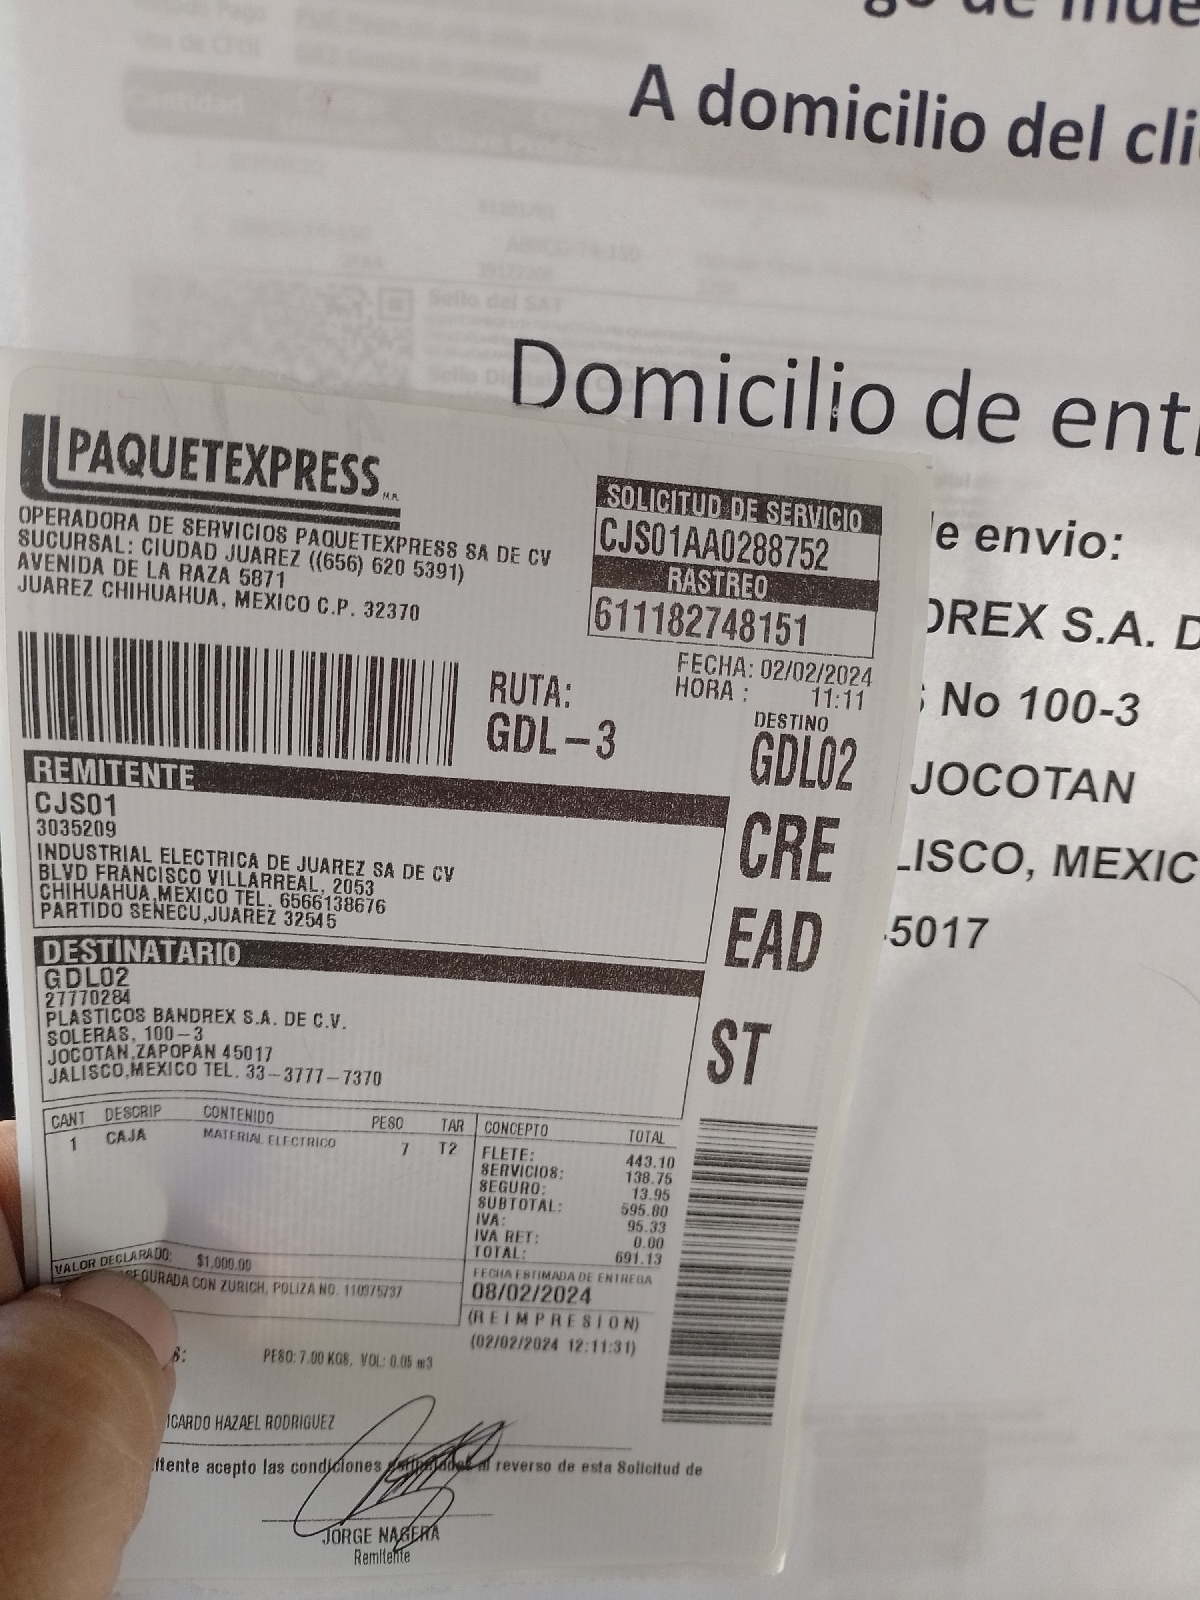 A domicilio del
Domicilio de
PAQUETEXPRESS M.R.
OPERADORA DE SERVICIOS PAQUETEXPRESS SA DE CV
SUCURSAL: CIUDAD JUAREZ ((656) 620 5391)
AVENIDA DE LA RAZA 5871
JUAREZ CHIHUAHUA, MEXICO C.P. 32370
SOLICITUD DE SERVICIO
CJS01AA0288752
RASTREO
611182748151
FECHA: 02/02/2024
HORA : 11:11
RUTA:
GDL-3
DESTINO
GDL02
CRE
EAD
ST
REMITENTE
CJS01
3035209
INDUSTRIAL ELECTRICA DE JUAREZ SA DE CV
BLVD FRANCISCO VILLARREAL, 2053
CHIHUAHUA,MEXICO TEL. 6566138676
PARTIDO SENECU,JUAREZ 32545
DESTINATARIO
GDL02
27770284
PLASTICOS BANDREX S.A. DE C.V.
SOLERAS, 100-3
JOCOTAN,ZAPOPAN 45017
JALISCO,MEXICO TEL. 33-3777-7370
CANT DESCRIP CONTENIDO PESO TAR
1 CAJA MATERIAL ELECTRICO 7 T2
CONCEPTO TOTAL
FLETE: 443.10
SERVICIOS: 138.75
SEGURO: 13.95
SUBTOTAL: 595.80
IVA: 95.33
IVA RET: 0.00
TOTAL: 691.13
VALOR DECLARADO: $1,000.00
EGURADA CON ZURICH, POLIZA NO. 110375737
FECHA ESTIMADA DE ENTREGA
08/02/2024
(REIMPRESION)
(02/02/2024 12:11:31)
S: PESO: 7.00 KGS, VOL: 0.05 m3
ICARDO HAZAEL RODRIGUEZ
itente acepto las condiciones al reverso de esta Solicitud de
JORGE NAGERA
Remitente
e envio:
DREX S.A.
No 100-3
JOCOTAN
LISCO, MEXIC
5017
Sello del SAT